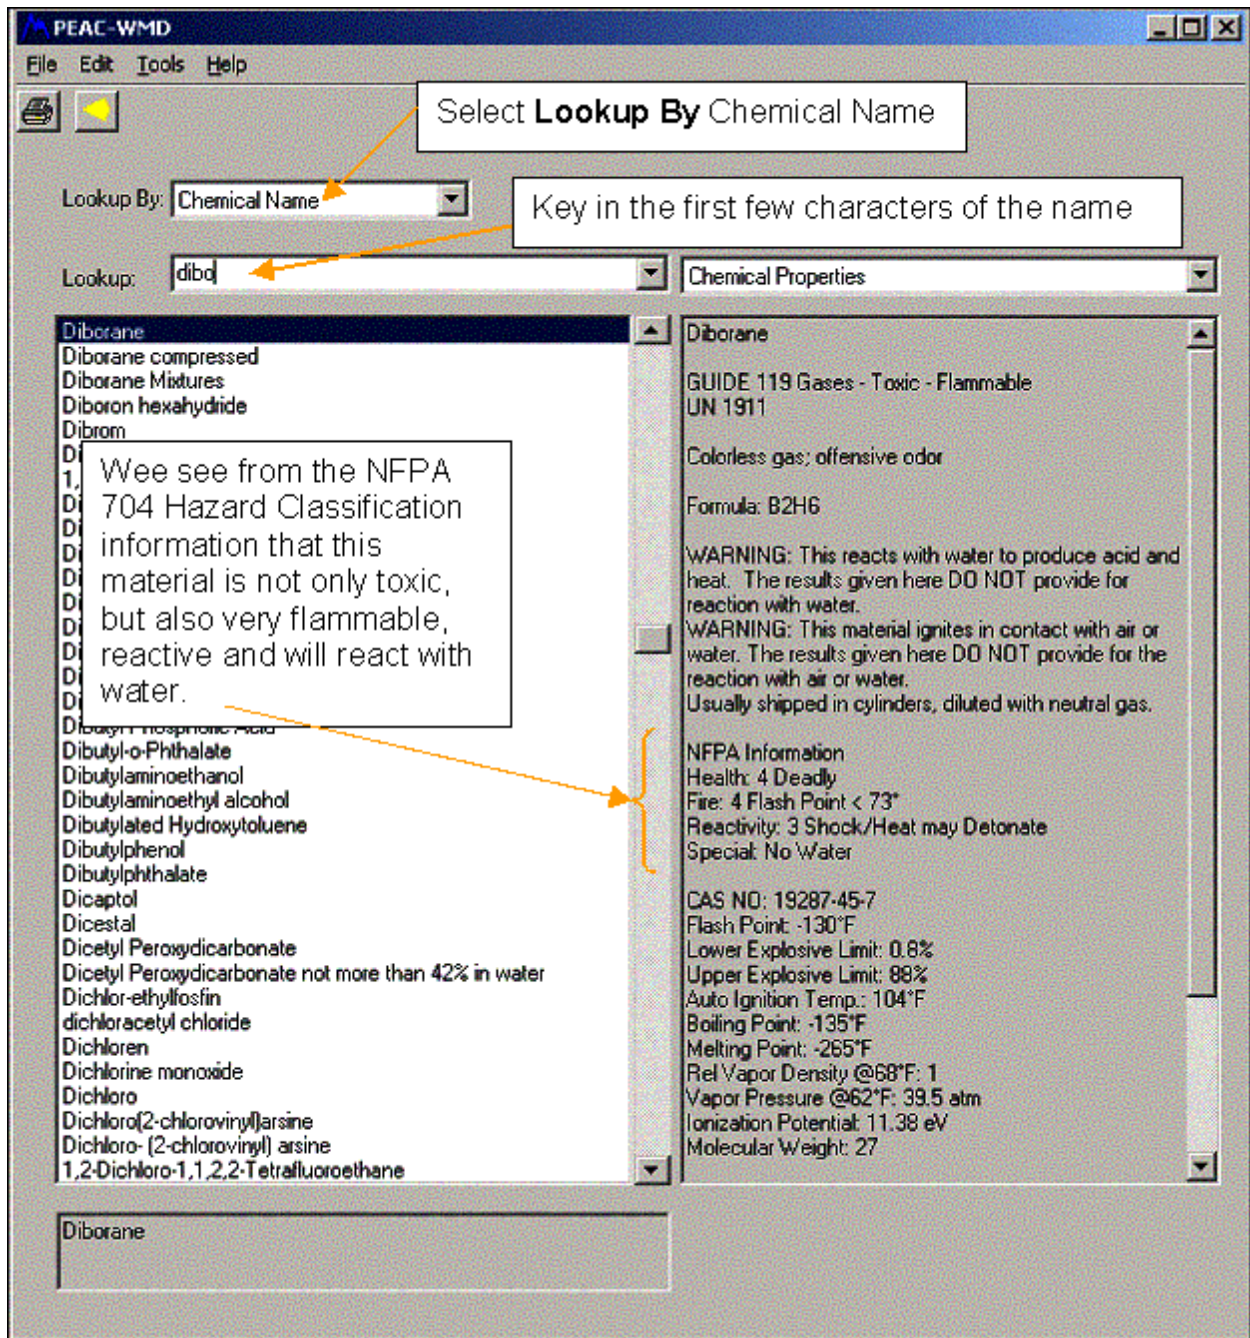 PEAC-WMD
File Edit Tools Help
Select Lookup By Chemical Name
Lookup By: Chemical Name
Key in the first few characters of the name
Lookup: dibo
Chemical Properties
Diborane
Diborane compressed
Diborane Mixtures
Diboron hexahydride
Dibrom
Wee see from the NFPA
704 Hazard Classification
information that this
material is not only toxic,
but also very flammable,
reactive and will react with
water.
Dibutyl-o-Phthalate
Dibutylaminoethanol
Dibutylaminoethyl alcohol
Dibutylated Hydroxytoluene
Dibutylphenol
Dibutylphthalate
Dicaptol
Dicestal
Dicetyl Peroxydicarbonate
Dicetyl Peroxydicarbonate not more than 42% in water
Dichlor-ethylfosfin
dichloracetyl chloride
Dichloren
Dichlorine monoxide
Dichloro
Dichloro(2-chlorovinyl)arsine
Dichloro- (2-chlorovinyl) arsine
1,2-Dichloro-1,1,2,2-Tetrafluoroethane
Diborane
GUIDE 119 Gases - Toxic - Flammable
UN 1911
Colorless gas; offensive odor
Formula: B2H6
WARNING: This reacts with water to produce acid and
heat. The results given here DO NOT provide for
reaction with water.
WARNING: This material ignites in contact with air or
water. The results given here DO NOT provide for the
reaction with air or water.
Usually shipped in cylinders, diluted with neutral gas.
NFPA Information
Health: 4 Deadly
Fire: 4 Flash Point < 73°
Reactivity: 3 Shock/Heat may Detonate
Special: No Water
CAS NO: 19287-45-7
Flash Point: -130°F
Lower Explosive Limit: 0.8%
Upper Explosive Limit: 88%
Auto Ignition Temp.: 104°F
Boiling Point: -135°F
Melting Point: -265°F
Rel Vapor Density @68°F: 1
Vapor Pressure @62°F: 39.5 atm
Ionization Potential: 11.38 eV
Molecular Weight: 27
Diborane